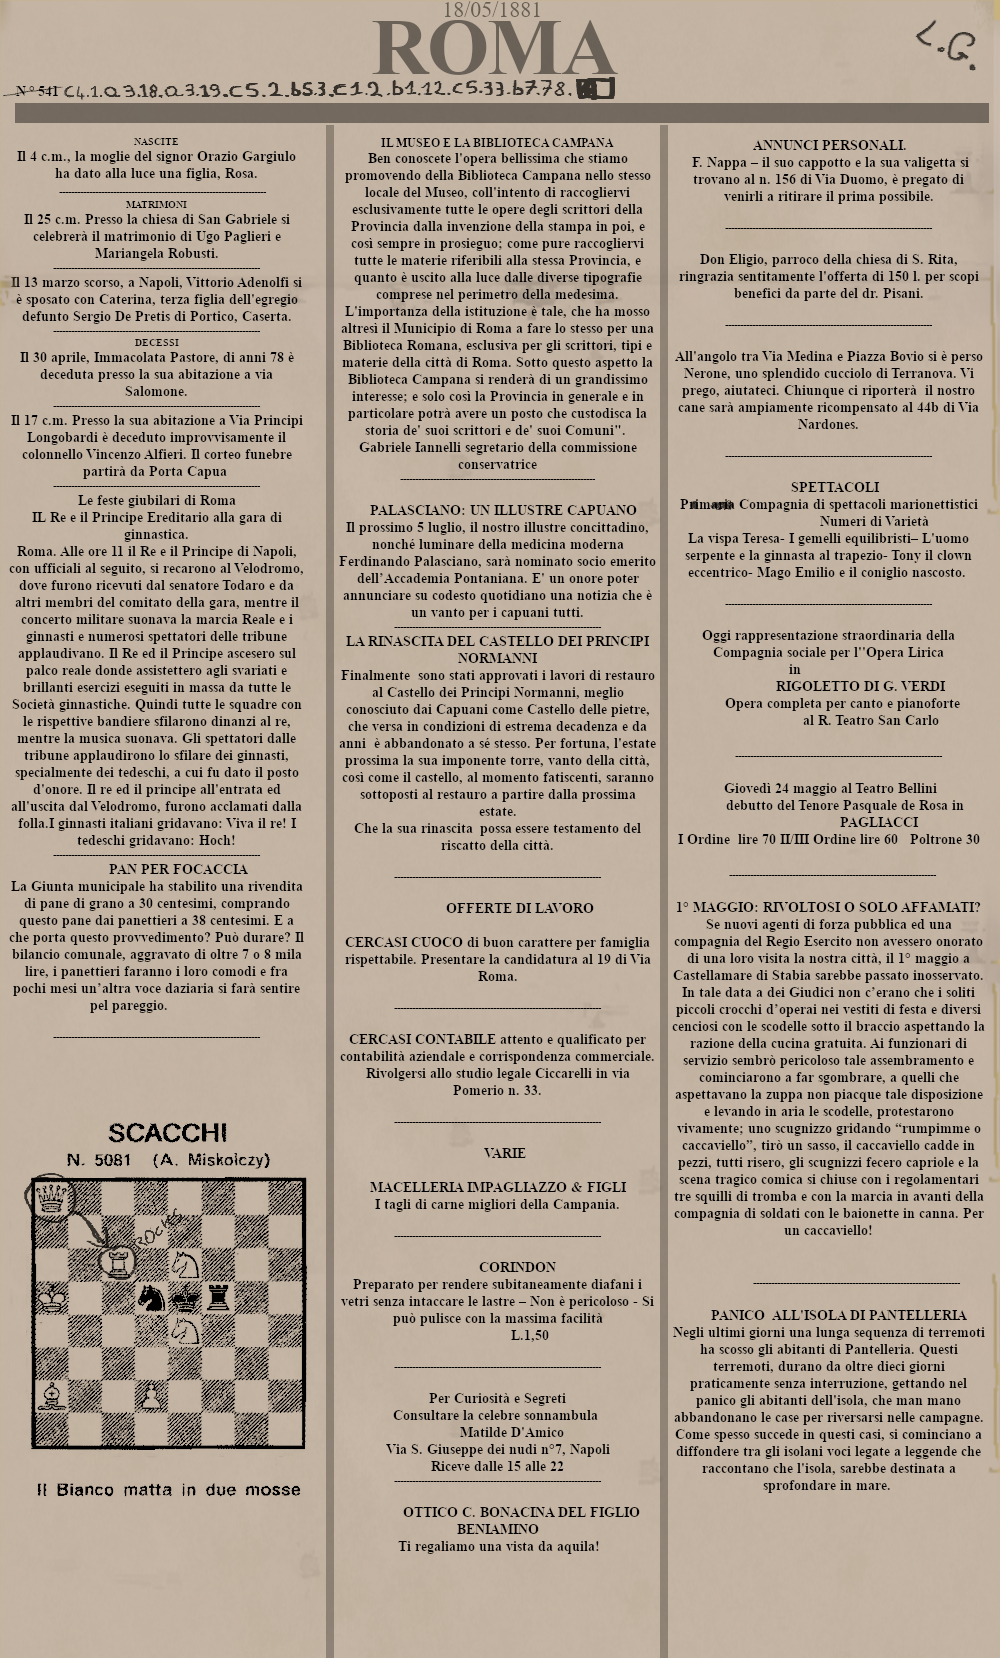 18/05/1881
ROMA
L.G.
N° 541 C4.1.a3.18.a3.19.C5.2.b5.3.C1.2.b1.12.C5.33.b7.78.
NASCITE
Il 4 c.m., la moglie del signor Orazio Gargiulo
ha dato alla luce una figlia, Rosa.
MATRIMONI
Il 25 c.m. Presso la chiesa di San Gabriele si
celebrerà il matrimonio di Ugo Paglieri e
Mariangela Robusti.
Il 13 marzo scorso, a Napoli, Vittorio Adenolfi si
è sposato con Caterina, terza figlia dell'egregio
defunto Sergio De Pretis di Portico, Caserta.
DECESSI
Il 30 aprile, Immacolata Pastore, di anni 78 è
deceduta presso la sua abitazione a via
Salomone.
Il 17 c.m. Presso la sua abitazione a Via Principi
Longobardi è deceduto improvvisamente il
colonnello Vincenzo Alfieri. Il corteo funebre
partirà da Porta Capua
Le feste giubilari di Roma
IL Re e il Principe Ereditario alla gara di
ginnastica.
Roma. Alle ore 11 il Re e il Principe di Napoli,
con ufficiali al seguito, si recarono al Velodromo,
dove furono ricevuti dal senatore Todaro e da
altri membri del comitato della gara, mentre il
concerto militare suonava la marcia Reale e i
ginnasti e numerosi spettatori delle tribune
applaudivano. Il Re ed il Principe ascesero sul
palco reale donde assistettero agli svariati e
brillanti esercizi eseguiti in massa da tutte le
Società ginnastiche. Quindi tutte le squadre con
le rispettive bandiere sfilarono dinanzi al re,
mentre la musica suonava. Gli spettatori dalle
tribune applaudirono lo sfilare dei ginnasti,
specialmente dei tedeschi, a cui fu dato il posto
d'onore. Il re ed il principe all'entrata ed
all'uscita dal Velodromo, furono acclamati dalla
folla.I ginnasti italiani gridavano: Viva il re! I
tedeschi gridavano: Hoch!
PAN PER FOCACCIA
La Giunta municipale ha stabilito una rivendita
di pane di grano a 30 centesimi, comprando
questo pane dai panettieri a 38 centesimi. E a
che porta questo provvedimento? Può durare? Il
bilancio comunale, aggravato di oltre 7 o 8 mila
lire, i panettieri faranno i loro comodi e fra
pochi mesi un'altra voce daziaria si farà sentire
pel pareggio.
SCACCHI
N. 5081 (A. Miskolczy)
CROCKS
Il Bianco matta in due mosse
IL MUSEO E LA BIBLIOTECA CAMPANA
Ben conoscete l'opera bellissima che stiamo
promovendo della Biblioteca Campana nello stesso
locale del Museo, coll'intento di raccogliervi
esclusivamente tutte le opere degli scrittori della
Provincia dalla invenzione della stampa in poi, e
così sempre in prosieguo; come pure raccogliervi
tutte le materie riferibili alla stessa Provincia, e
quanto è uscito alla luce dalle diverse tipografie
comprese nel perimetro della medesima.
L'importanza della istituzione è tale, che ha mosso
altresì il Municipio di Roma a fare lo stesso per una
Biblioteca Romana, esclusiva per gli scrittori, tipi e
materie della città di Roma. Sotto questo aspetto la
Biblioteca Campana si renderà di un grandissimo
interesse; e solo così la Provincia in generale e in
particolare potrà avere un posto che custodisca la
storia de' suoi scrittori e de' suoi Comuni".
Gabriele Iannelli segretario della commissione
conservatrice
PALASCIANO: UN ILLUSTRE CAPUANO
Il prossimo 5 luglio, il nostro illustre concittadino,
nonché luminare della medicina moderna
Ferdinando Palasciano, sarà nominato socio emerito
dell'Accademia Pontaniana. E' un onore poter
annunciare su codesto quotidiano una notizia che è
un vanto per i capuani tutti.
LA RINASCITA DEL CASTELLO DEI PRINCIPI
NORMANNI
Finalmente sono stati approvati i lavori di restauro
al Castello dei Principi Normanni, meglio
conosciuto dai Capuani come Castello delle pietre,
che versa in condizioni di estrema decadenza e da
anni è abbandonato a sé stesso. Per fortuna, l'estate
prossima la sua imponente torre, vanto della città,
così come il castello, al momento fatiscenti, saranno
sottoposti al restauro a partire dalla prossima
estate.
Che la sua rinascita possa essere testamento del
riscatto della città.
OFFERTE DI LAVORO
CERCASI CUOCO di buon carattere per famiglia
rispettabile. Presentare la candidatura al 19 di Via
Roma.
CERCASI CONTABILE attento e qualificato per
contabilità aziendale e corrispondenza commerciale.
Rivolgersi allo studio legale Ciccarelli in via
Pomerio n. 33.
VARIE
MACELLERIA IMPAGLIAZZO & FIGLI
I tagli di carne migliori della Campania.
CORINDON
Preparato per rendere subitaneamente diafani i
vetri senza intaccare le lastre – Non è pericoloso - Si
può pulisce con la massima facilità
L.1,50
Per Curiosità e Segreti
Consultare la celebre sonnambula
Matilde D'Amico
Via S. Giuseppe dei nudi n°7, Napoli
Riceve dalle 15 alle 22
OTTICO C. BONACINA DEL FIGLIO
BENIAMINO
Ti regaliamo una vista da aquila!
ANNUNCI PERSONALI.
F. Nappa – il suo cappotto e la sua valigetta si
trovano al n. 156 di Via Duomo, è pregato di
venirli a ritirare il prima possibile.
Don Eligio, parroco della chiesa di S. Rita,
ringrazia sentitamente l'offerta di 150 l. per scopi
benefici da parte del dr. Pisani.
All'angolo tra Via Medina e Piazza Bovio si è perso
Nerone, uno splendido cucciolo di Terranova. Vi
prego, aiutateci. Chiunque ci riporterà il nostro
cane sarà ampiamente ricompensato al 44b di Via
Nardones.
SPETTACOLI
Primaria Compagnia di spettacoli marionettistici
Numeri di Varietà
La vispa Teresa- I gemelli equilibristi– L'uomo
serpente e la ginnasta al trapezio- Tony il clown
eccentrico- Mago Emilio e il coniglio nascosto.
Oggi rappresentazione straordinaria della
Compagnia sociale per l''Opera Lirica
in
RIGOLETTO DI G. VERDI
Opera completa per canto e pianoforte
al R. Teatro San Carlo
Giovedì 24 maggio al Teatro Bellini
debutto del Tenore Pasquale de Rosa in
PAGLIACCI
I Ordine lire 70 II/III Ordine lire 60 Poltrone 30
1° MAGGIO: RIVOLTOSI O SOLO AFFAMATI?
Se nuovi agenti di forza pubblica ed una
compagnia del Regio Esercito non avessero onorato
di una loro visita la nostra città, il 1° maggio a
Castellamare di Stabia sarebbe passato inosservato.
In tale data a dei Giudici non c'erano che i soliti
piccoli crocchi d'operai nei vestiti di festa e diversi
cenciosi con le scodelle sotto il braccio aspettando la
razione della cucina gratuita. Ai funzionari di
servizio sembrò pericoloso tale assembramento e
cominciarono a far sgombrare, a quelli che
aspettavano la zuppa non piacque tale disposizione
e levando in aria le scodelle, protestarono
vivamente; uno scugnizzo gridando “rumpimme o
caccaviello”, tirò un sasso, il caccaviello cadde in
pezzi, tutti risero, gli scugnizzi fecero capriole e la
scena tragico comica si chiuse con i regolamentari
tre squilli di tromba e con la marcia in avanti della
compagnia di soldati con le baionette in canna. Per
un caccaviello!
PANICO ALL'ISOLA DI PANTELLERIA
Negli ultimi giorni una lunga sequenza di terremoti
ha scosso gli abitanti di Pantelleria. Questi
terremoti, durano da oltre dieci giorni
praticamente senza interruzione, gettando nel
panico gli abitanti dell'isola, che man mano
abbandonano le case per riversarsi nelle campagne.
Come spesso succede in questi casi, si cominciano a
diffondere tra gli isolani voci legate a leggende che
raccontano che l'isola, sarebbe destinata a
sprofondare in mare.